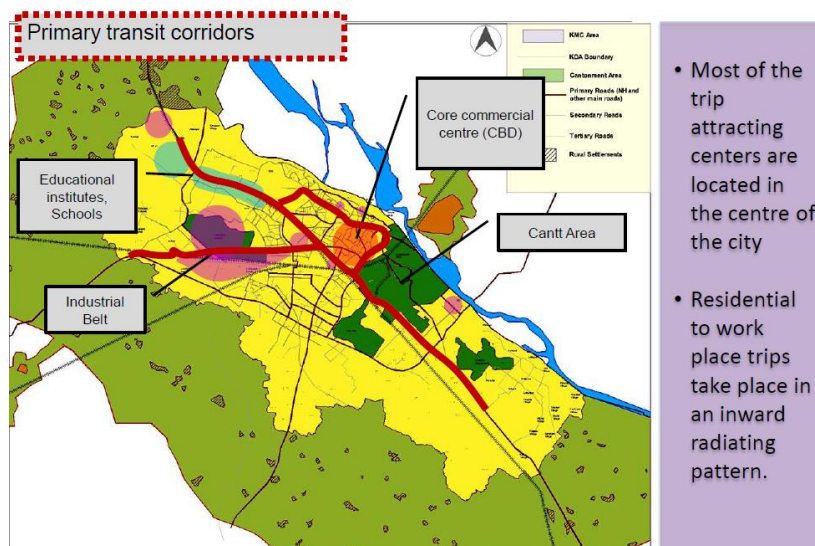 Primary transit corridors
KMC Area
KDA Boundary
Cantonment Area
Primary Roads (NH and
other main roads)
Secondary Roads
Tertiary Roads
Rural Settlements
Core commercial
centre (CBD)
Educational
institutes,
Schools
Cantt Area
Industrial
Belt
• Most of the
trip
attracting
centers are
located in
the centre of
the city
• Residential
to work
place trips
take place in
an inward
radiating
pattern.